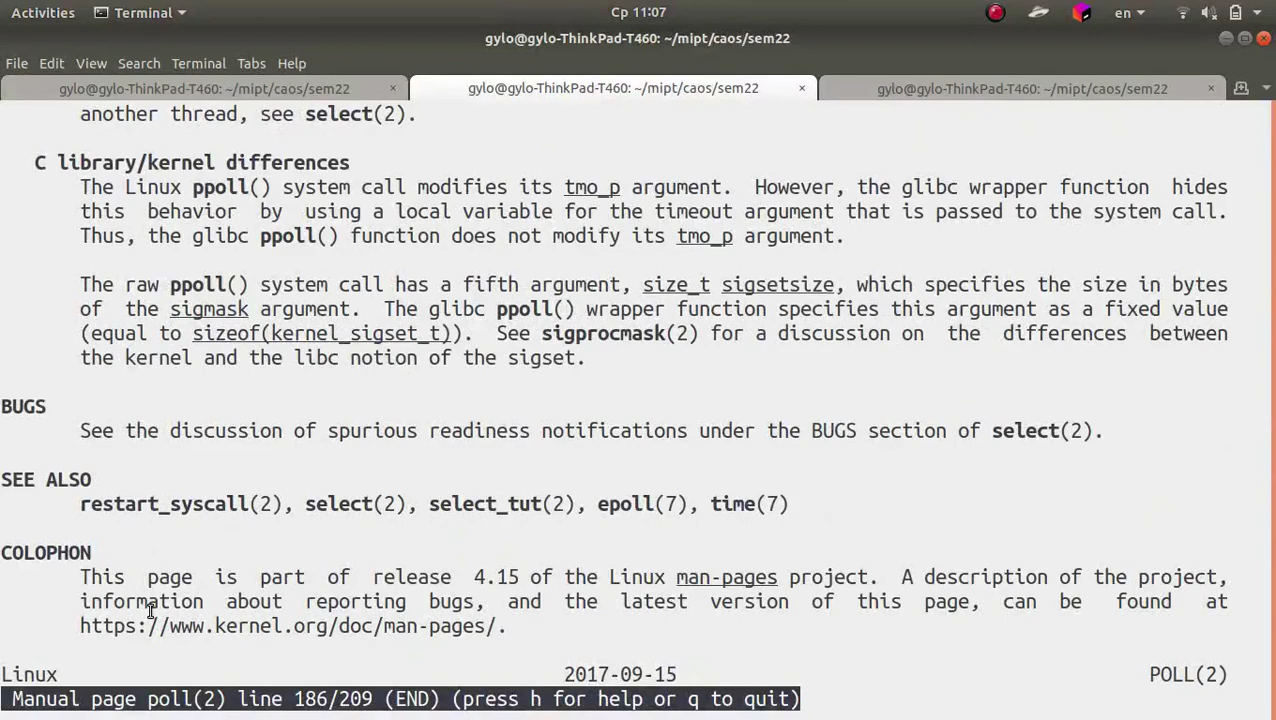 Activities Terminal Ср 11:07 en
gylo@gylo-ThinkPad-T460: ~/mipt/caos/sem22
File Edit View Search Terminal Tabs Help
gylo@gylo-ThinkPad-T460: ~/mipt/caos/sem22 × gylo@gylo-ThinkPad-T460: ~/mipt/caos/sem22 × gylo@gylo-ThinkPad-T460: ~/mipt/caos/sem22 ×
another thread, see select(2).
C library/kernel differences
The Linux ppoll() system call modifies its tmo_p argument. However, the glibc wrapper function hides
this behavior by using a local variable for the timeout argument that is passed to the system call.
Thus, the glibc ppoll() function does not modify its tmo_p argument.
The raw ppoll() system call has a fifth argument, size_t sigsetsize, which specifies the size in bytes
of the sigmask argument. The glibc ppoll() wrapper function specifies this argument as a fixed value
(equal to sizeof(kernel_sigset_t)). See sigprocmask(2) for a discussion on the differences between
the kernel and the libc notion of the sigset.
BUGS
See the discussion of spurious readiness notifications under the BUGS section of select(2).
SEE ALSO
restart_syscall(2), select(2), select_tut(2), epoll(7), time(7)
COLOPHON
This page is part of release 4.15 of the Linux man-pages project. A description of the project,
information about reporting bugs, and the latest version of this page, can be found at
https://www.kernel.org/doc/man-pages/.
Linux 2017-09-15 POLL(2)
Manual page poll(2) line 186/209 (END) (press h for help or q to quit)